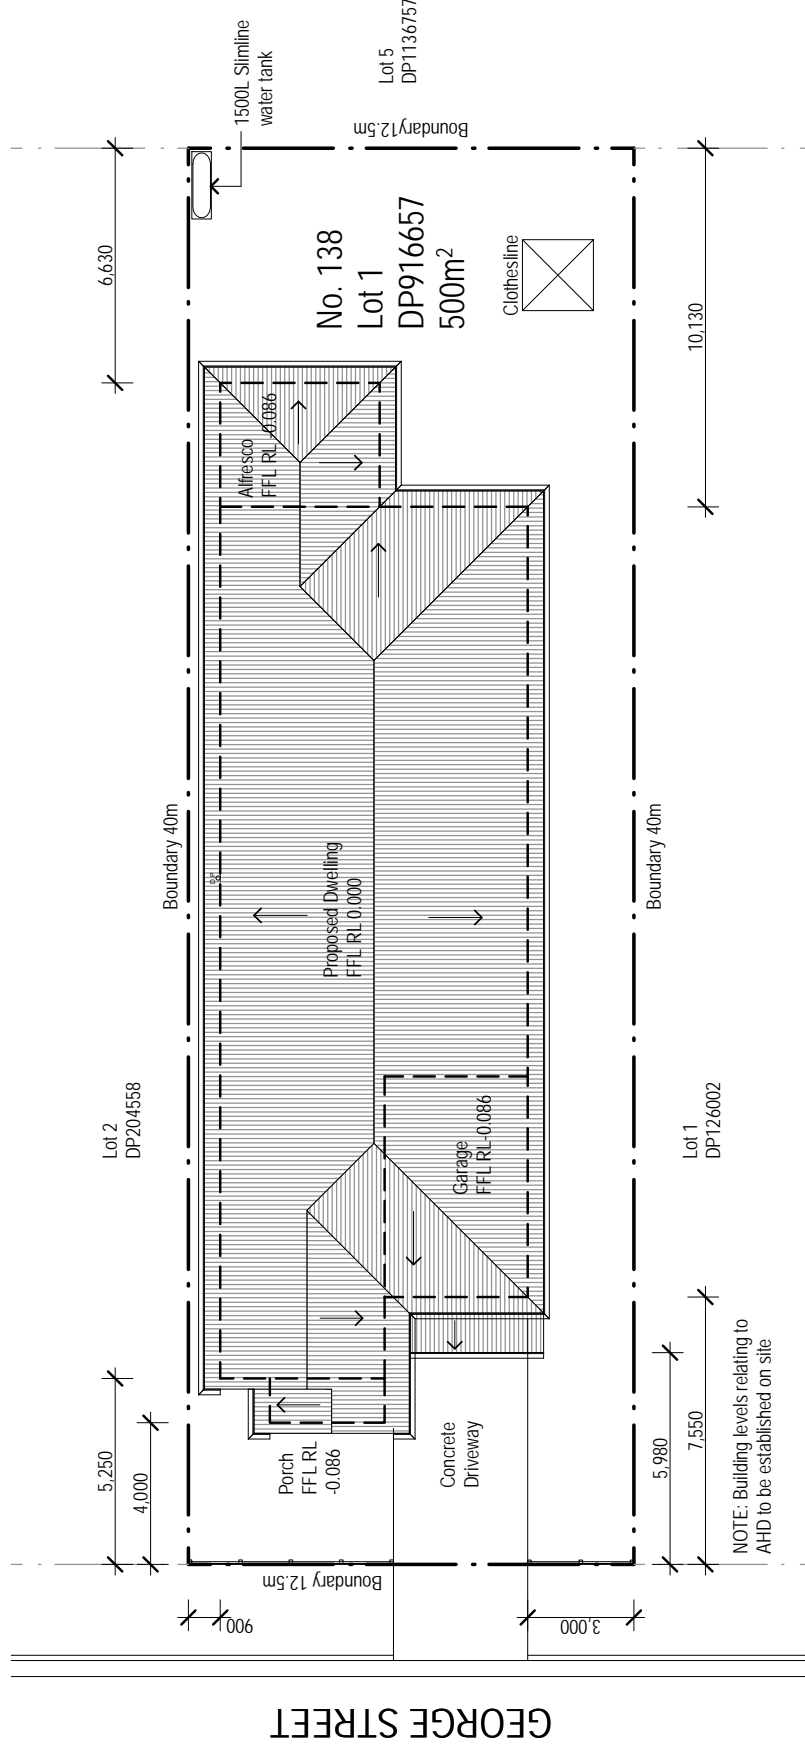 1500L Slimline
water tank
Lot 5
DP1136757
Boundary12.5m
6,630
No. 138
Lot 1
DP916657
500m²
Clothesline
10,130
Alfresco
FFL RL -0.086
Boundary 40m
DP
Proposed Dwelling
FFL RL 0.000
Boundary 40m
Lot 2
DP204558
Garage
FFL RL-0.086
Lot 1
DP126002
5,250
4,000
Porch
FFL RL
-0.086
Concrete
Driveway
5,980
7,550
NOTE: Building levels relating to
AHD to be established on site
Boundary 12.5m
900
3,000
GEORGE STREET